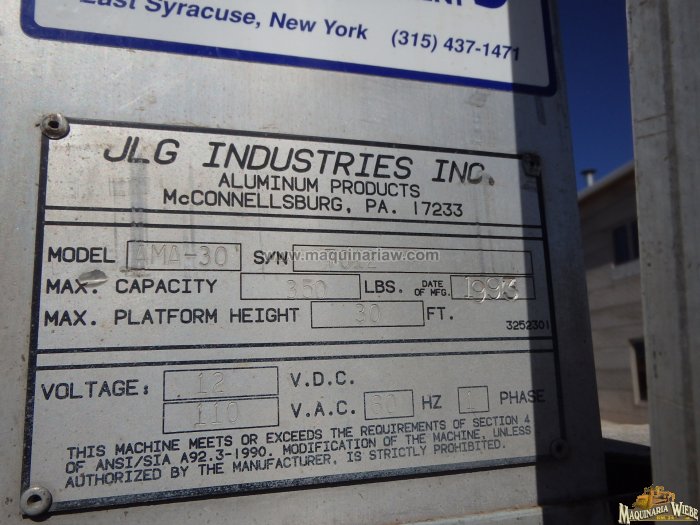 East Syracuse, New York (315) 437-1471
JLG INDUSTRIES INC.
ALUMINUM PRODUCTS
McCONNELLSBURG, PA. 17233
MODEL AMA-30' S/N
www.maquinariaw.com
MAX. CAPACITY 350 LBS. DATE OF MFG. 1993
MAX. PLATFORM HEIGHT 30 FT.
3252301
VOLTAGE: 12 V.D.C.
110 V.A.C. 60 HZ 1 PHASE
THIS MACHINE MEETS OR EXCEEDS THE REQUIREMENTS OF SECTION 4
OF ANSI/SIA A92.3-1990. MODIFICATION OF THE MACHINE, UNLESS
AUTHORIZED BY THE MANUFACTURER, IS STRICTLY PROHIBITED.
MAQUINARIA WIEBE